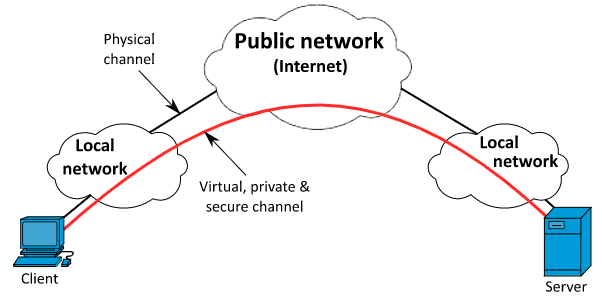 Physical
channel
Public network
(Internet)
Local
network
Local
network
Virtual, private &
secure channel
Client
Server